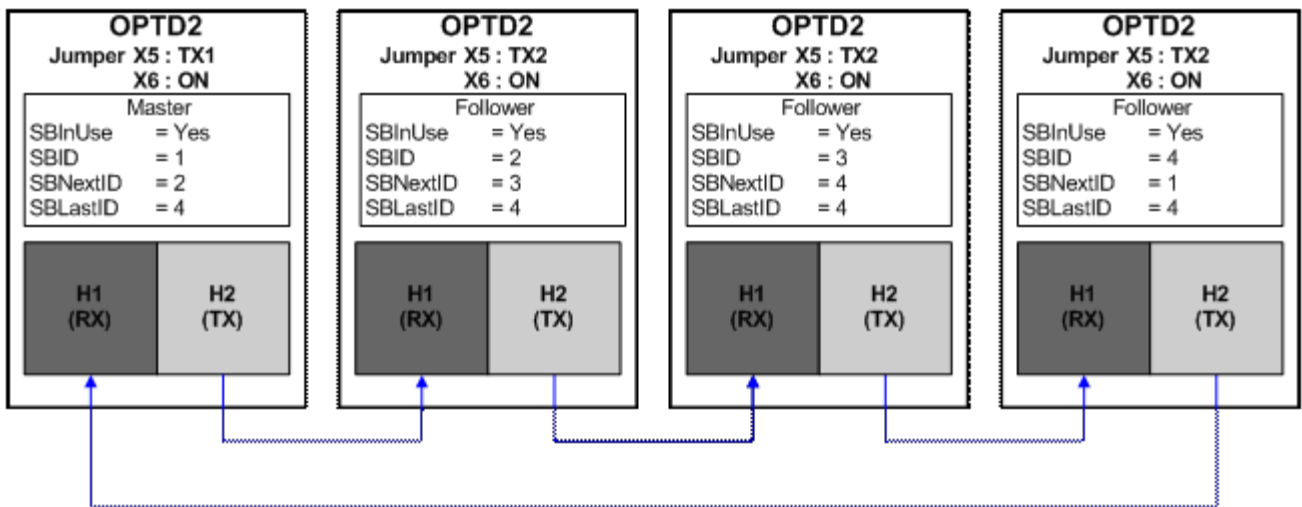 OPTD2
Jumper X5 : TX1
X6 : ON
Master
SBInUse = Yes
SBID = 1
SBNextID = 2
SBLastID = 4
H1
(RX)
H2
(TX)
OPTD2
Jumper X5 : TX2
X6 : ON
Follower
SBInUse = Yes
SBID = 2
SBNextID = 3
SBLastID = 4
H1
(RX)
H2
(TX)
OPTD2
Jumper X5 : TX2
X6 : ON
Follower
SBInUse = Yes
SBID = 3
SBNextID = 4
SBLastID = 4
H1
(RX)
H2
(TX)
OPTD2
Jumper X5 : TX2
X6 : ON
Follower
SBInUse = Yes
SBID = 4
SBNextID = 1
SBLastID = 4
H1
(RX)
H2
(TX)